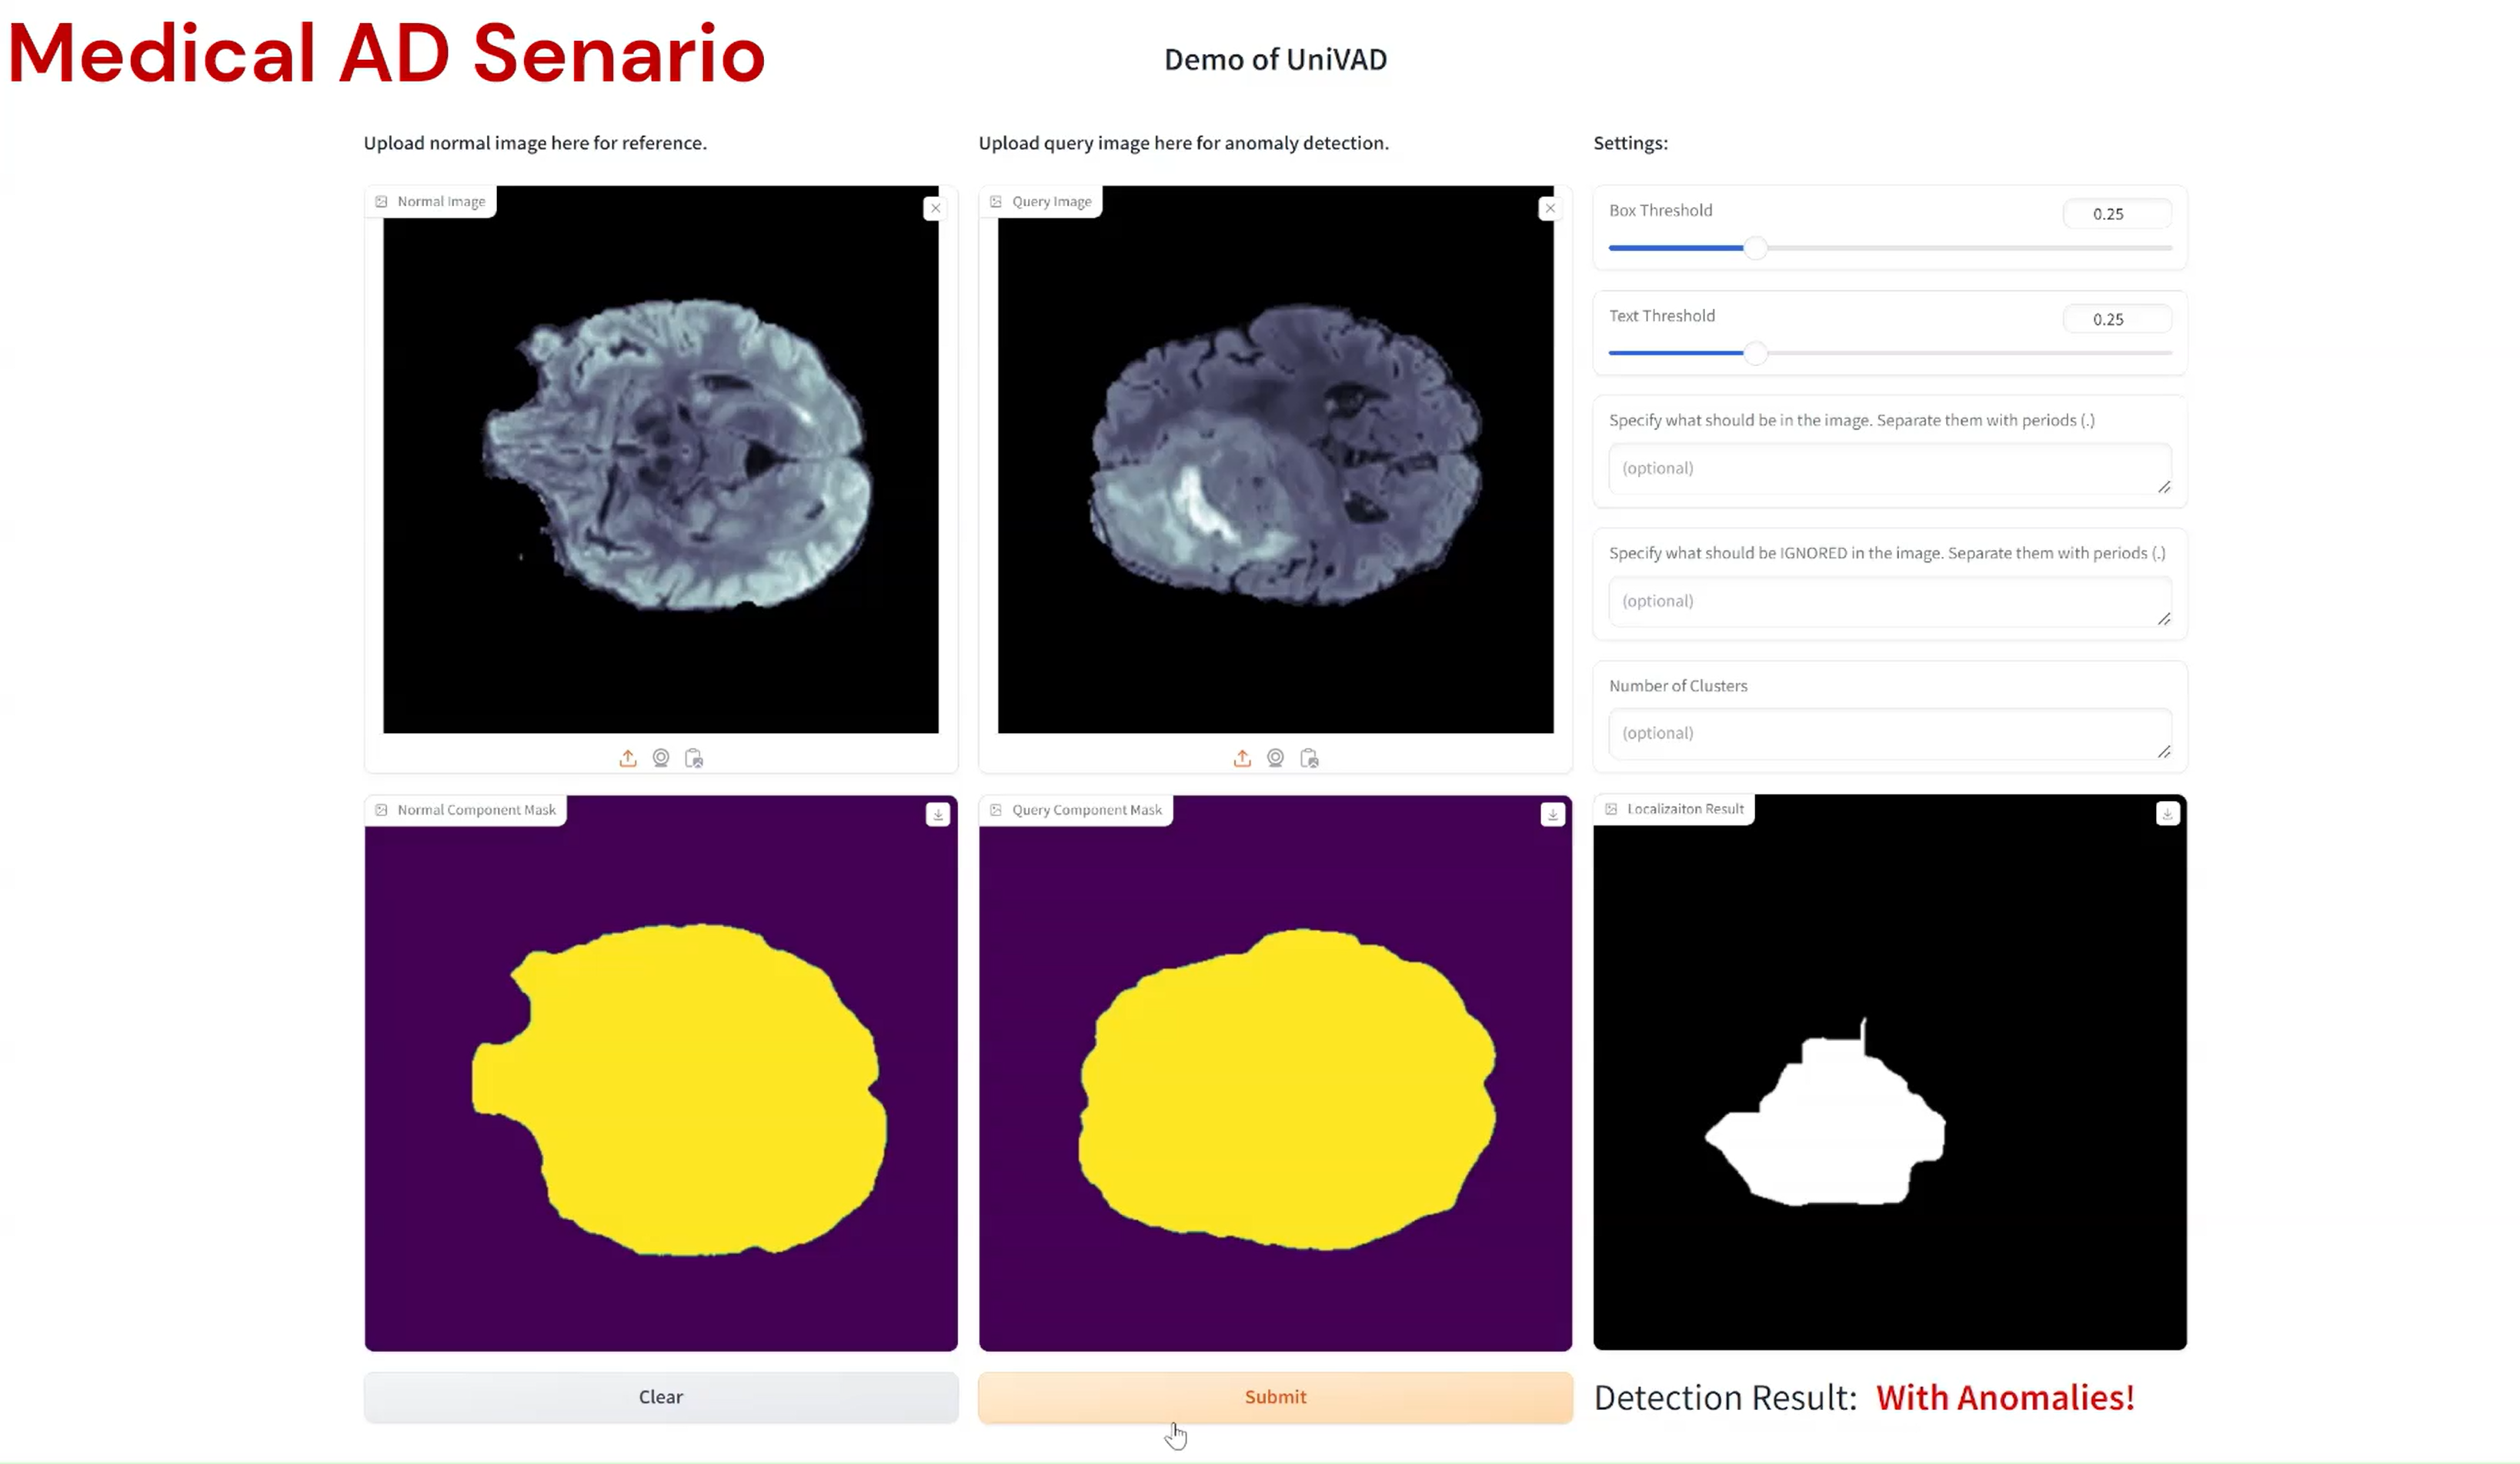 Medical AD Senario
Demo of UniVAD
Upload normal image here for reference.
Upload query image here for anomaly detection.
Settings:
Normal Image
Query Image
Box Threshold
0.25
Text Threshold
0.25
Specify what should be in the image. Separate them with periods (.)
(optional)
Specify what should be IGNORED in the image. Separate them with periods (.)
(optional)
Number of Clusters
(optional)
Normal Component Mask
Query Component Mask
Localizaiton Result
Clear
Submit
Detection Result: With Anomalies!